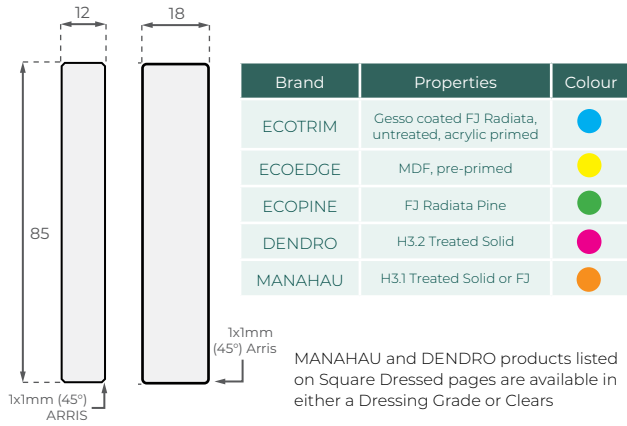 12
18
85
1x1mm (45°)
ARRIS
1x1mm
(45°) Arris
Brand Properties Colour
ECOTRIM Gesso coated FJ Radiata,
untreated, acrylic primed
ECOEDGE MDF, pre-primed
ECOPINE FJ Radiata Pine
DENDRO H3.2 Treated Solid
MANAHAU H3.1 Treated Solid or FJ
MANAHAU and DENDRO products listed
on Square Dressed pages are available in
either a Dressing Grade or Clears